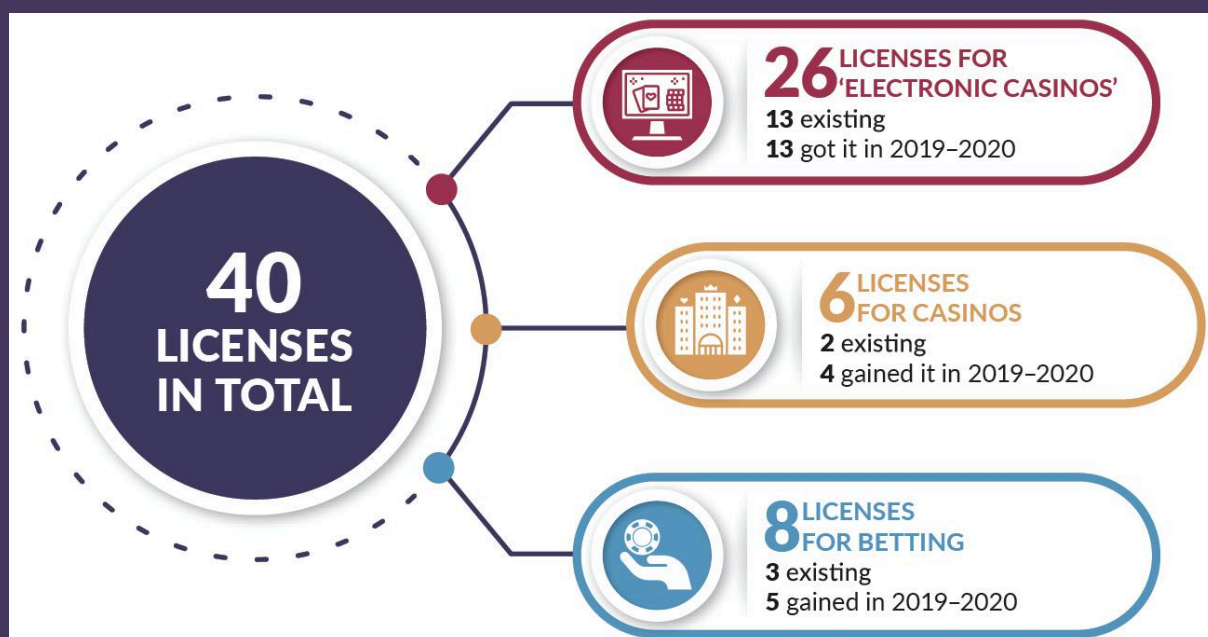 40
LICENSES
IN TOTAL
26 LICENSES FOR
‘ELECTRONIC CASINOS’
13 existing
13 got it in 2019–2020
6 LICENSES
FOR CASINOS
2 existing
4 gained it in 2019–2020
8 LICENSES
FOR BETTING
3 existing
5 gained in 2019–2020